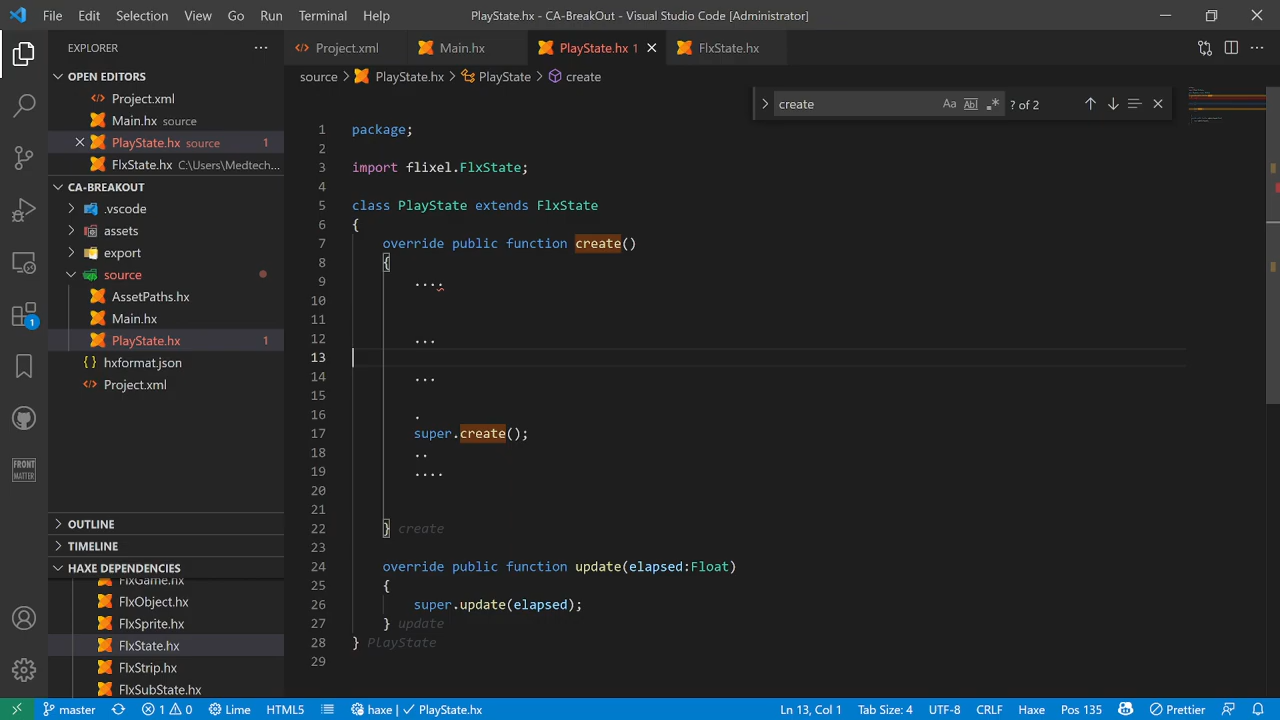 File Edit Selection View Go Run Terminal Help PlayState.hx - CA-BreakOut - Visual Studio Code [Administrator]
EXPLORER
Project.xml Main.hx PlayState.hx 1 FlxState.hx
OPEN EDITORS
Project.xml
Main.hx source
PlayState.hx source 1
FlxState.hx C:\Users\Medtech...
CA-BREAKOUT
.vscode
assets
export
source
AssetPaths.hx
Main.hx
PlayState.hx 1
hxformat.json
Project.xml
OUTLINE
TIMELINE
HAXE DEPENDENCIES
FlxGame.hx
FlxObject.hx
FlxSprite.hx
FlxState.hx
FlxStrip.hx
FlxSubState.hx
1
FRONT
MATTER
source PlayState.hx PlayState create
create Aa Abl .* ? of 2
1 package;
2
3 import flixel.FlxState;
4
5 class PlayState extends FlxState
6 {
7 override public function create()
8 {
9 ....
10
11
12 ...
13
14 ...
15
16 .
17 super.create();
18 ..
19 ....
20
21
22 } create
23
24 override public function update(elapsed:Float)
25 {
26 super.update(elapsed);
27 } update
28 } PlayState
29
master 1 0 Lime HTML5 haxe | PlayState.hx Ln 13, Col 1 Tab Size: 4 UTF-8 CRLF Haxe Pos 135 Prettier